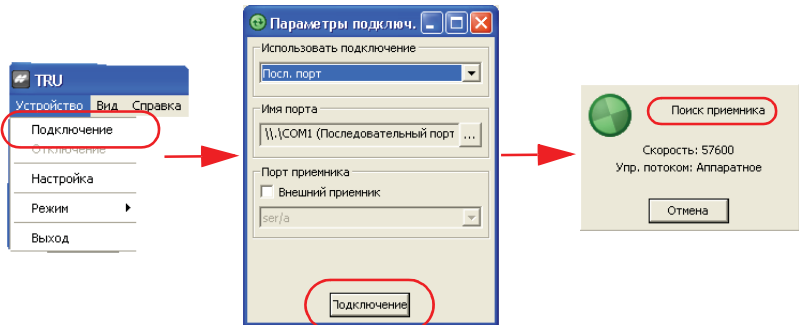 TRU
Устройство Вид Справка
Подключение
Отключение
Настройка
Режим
Выход
Параметры подключ.
Использовать подключение
Посл. порт
Имя порта
\\.\COM1 (Последовательный порт
...
Порт приемника
Внешний приемник
ser/a
Подключение
Поиск приемника
Скорость: 57600
Упр. потоком: Аппаратное
Отмена